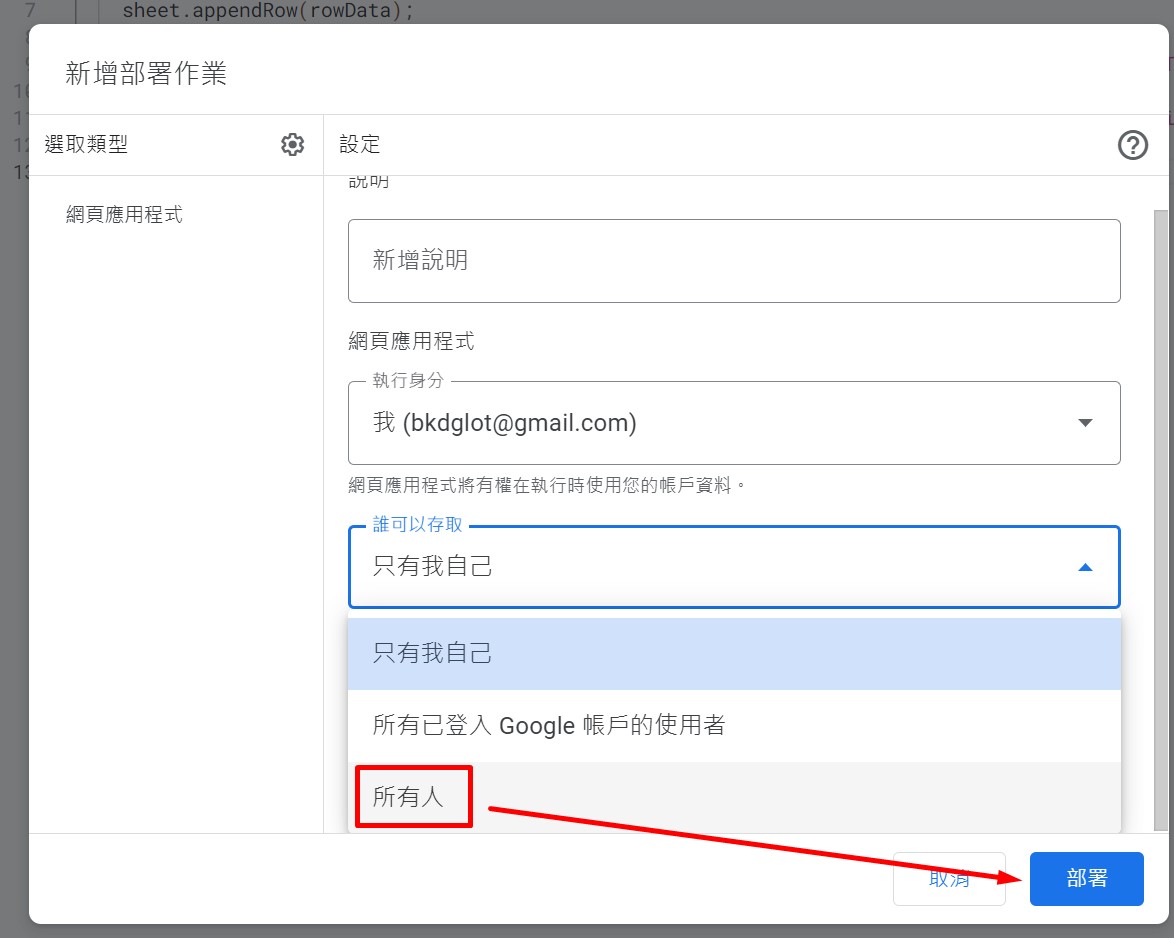 7 sheet.appendRow(rowData);
新增部署作業
選取類型
設定
網頁應用程式
說明
新增說明
網頁應用程式
執行身分
我 (bkdglot@gmail.com)
網頁應用程式將有權在執行時使用您的帳戶資料。
誰可以存取
只有我自己
只有我自己
所有已登入 Google 帳戶的使用者
所有人
取消
部署